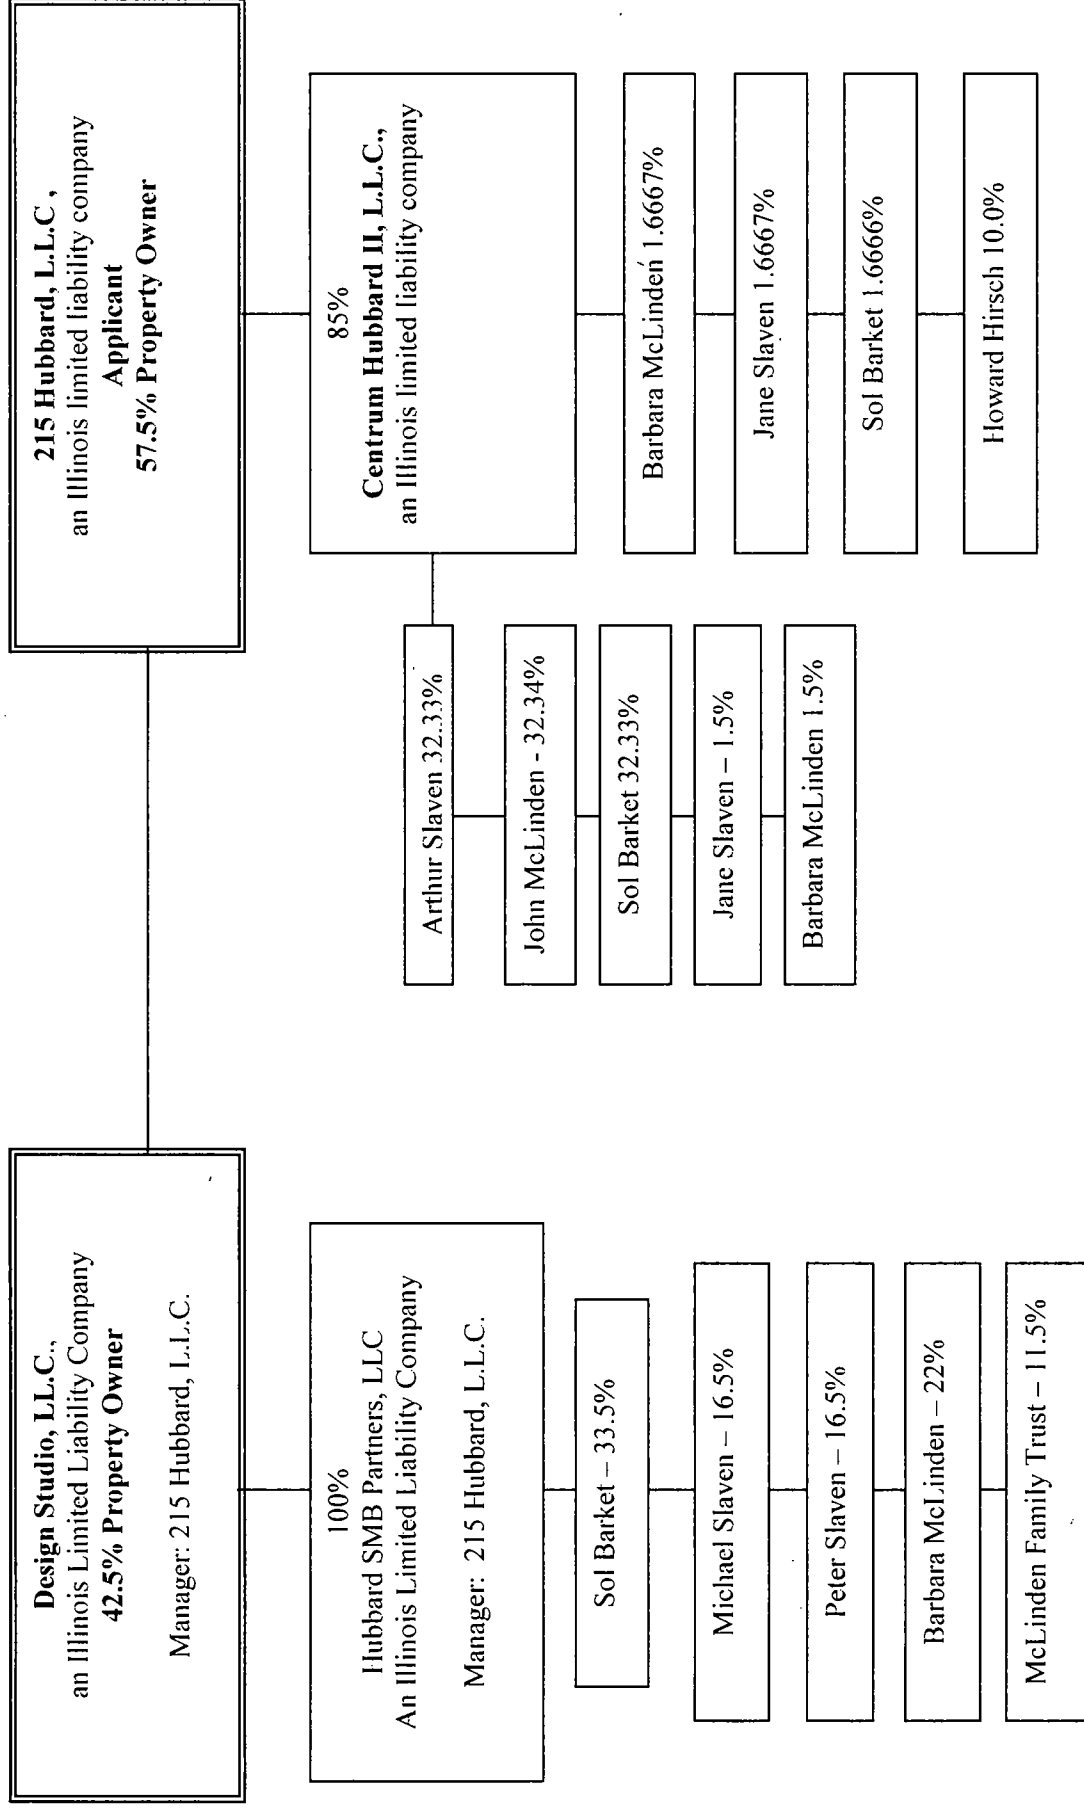 Design Studio, LL.C.,
an Illinois Limited Liability Company
42.5% Property Owner
Manager: 215 Hubbard, L.L.C.
100%
Hubbard SMB Partners, LLC
An Illinois Limited Liability Company
Manager: 215 Hubbard, L.L.C.
Sol Barket – 33.5%
Michael Slaven – 16.5%
Peter Slaven – 16.5%
Barbara McLinden – 22%
McLinden Family Trust – 11.5%
215 Hubbard, L.L.C ,
an Illinois limited liability company
Applicant
57.5% Property Owner
85%
Centrum Hubbard II, L.L.C.,
an Illinois limited liability company
Arthur Slaven 32.33%
John McLinden - 32.34%
Sol Barket 32.33%
Jane Slaven – 1.5%
Barbara McLinden 1.5%
Barbara McLinden 1.6667%
Jane Slaven 1.6667%
Sol Barket 1.6666%
Howard Hirsch 10.0%